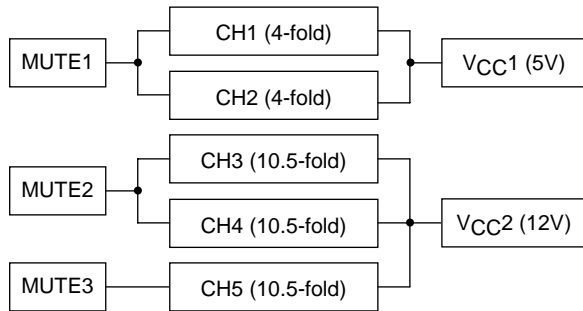 CH1 (4-fold)
MUTE1
VCC1 (5V)
CH2 (4-fold)
CH3 (10.5-fold)
MUTE2
CH4 (10.5-fold)
VCC2 (12V)
MUTE3
CH5 (10.5-fold)